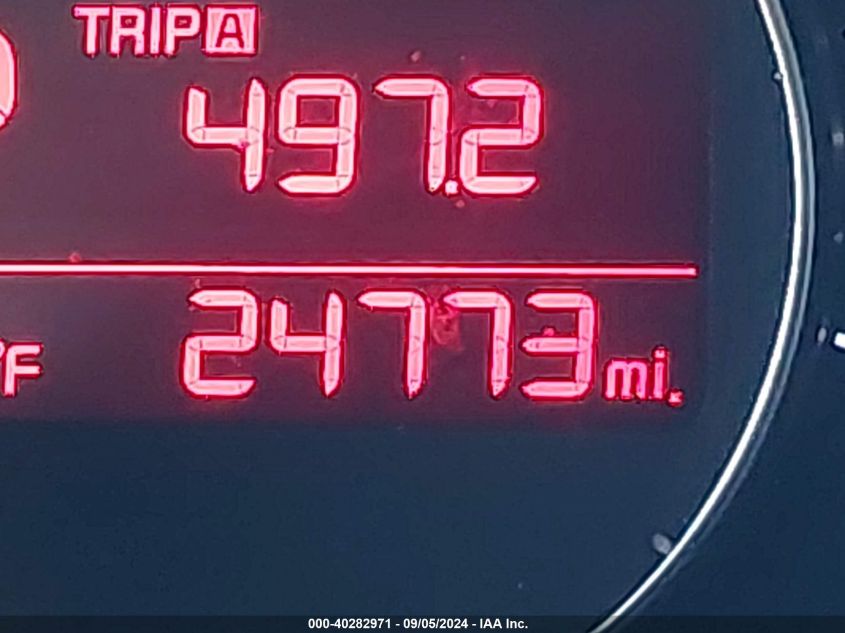 TRIP A
497.2
°F
24773 mi.
000-40282971 - 09/05/2024 - IAA Inc.